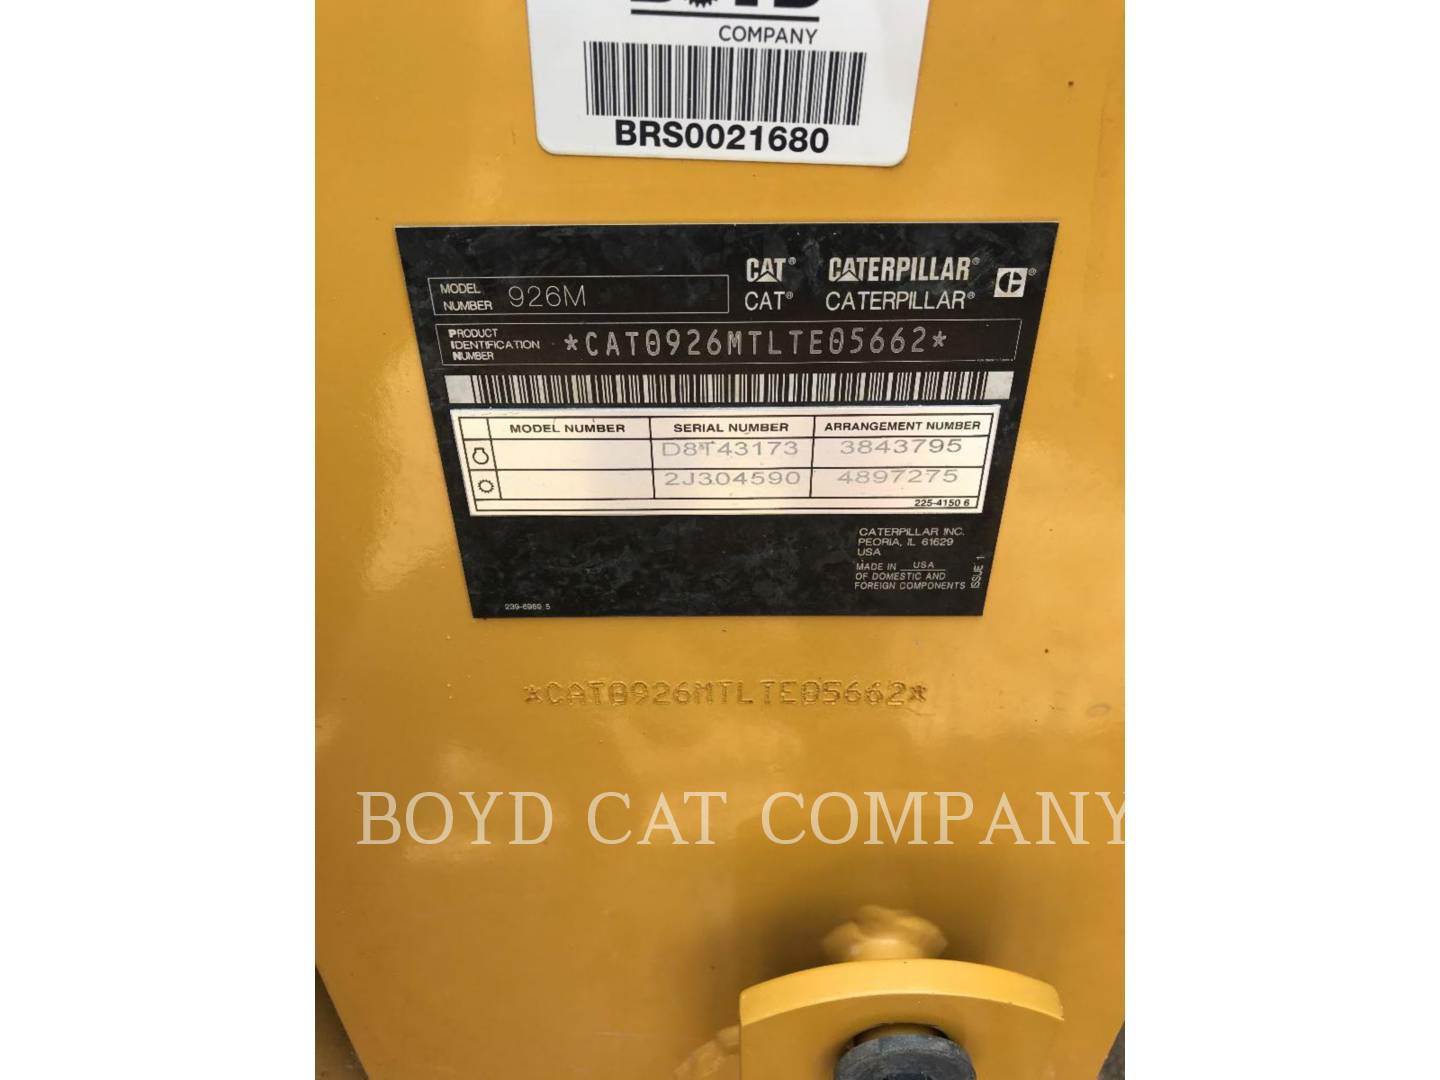 BOYD
COMPANY
BRS0021680
CAT® CATERPILLAR®
CAT® CATERPILLAR®
MODEL NUMBER 926M
PRODUCT IDENTIFICATION NUMBER *CAT0926MTLTE05662*
MODEL NUMBER SERIAL NUMBER ARRANGEMENT NUMBER
D8T43173 3843795
2J304590 4897275
225-4150 6
CATERPILLAR INC.
PEORIA, IL 61629
USA
MADE IN USA
OF DOMESTIC AND
FOREIGN COMPONENTS
ISSUE 1
239-6969 5
*CAT0926MTLTE05662*
BOYD CAT COMPANY